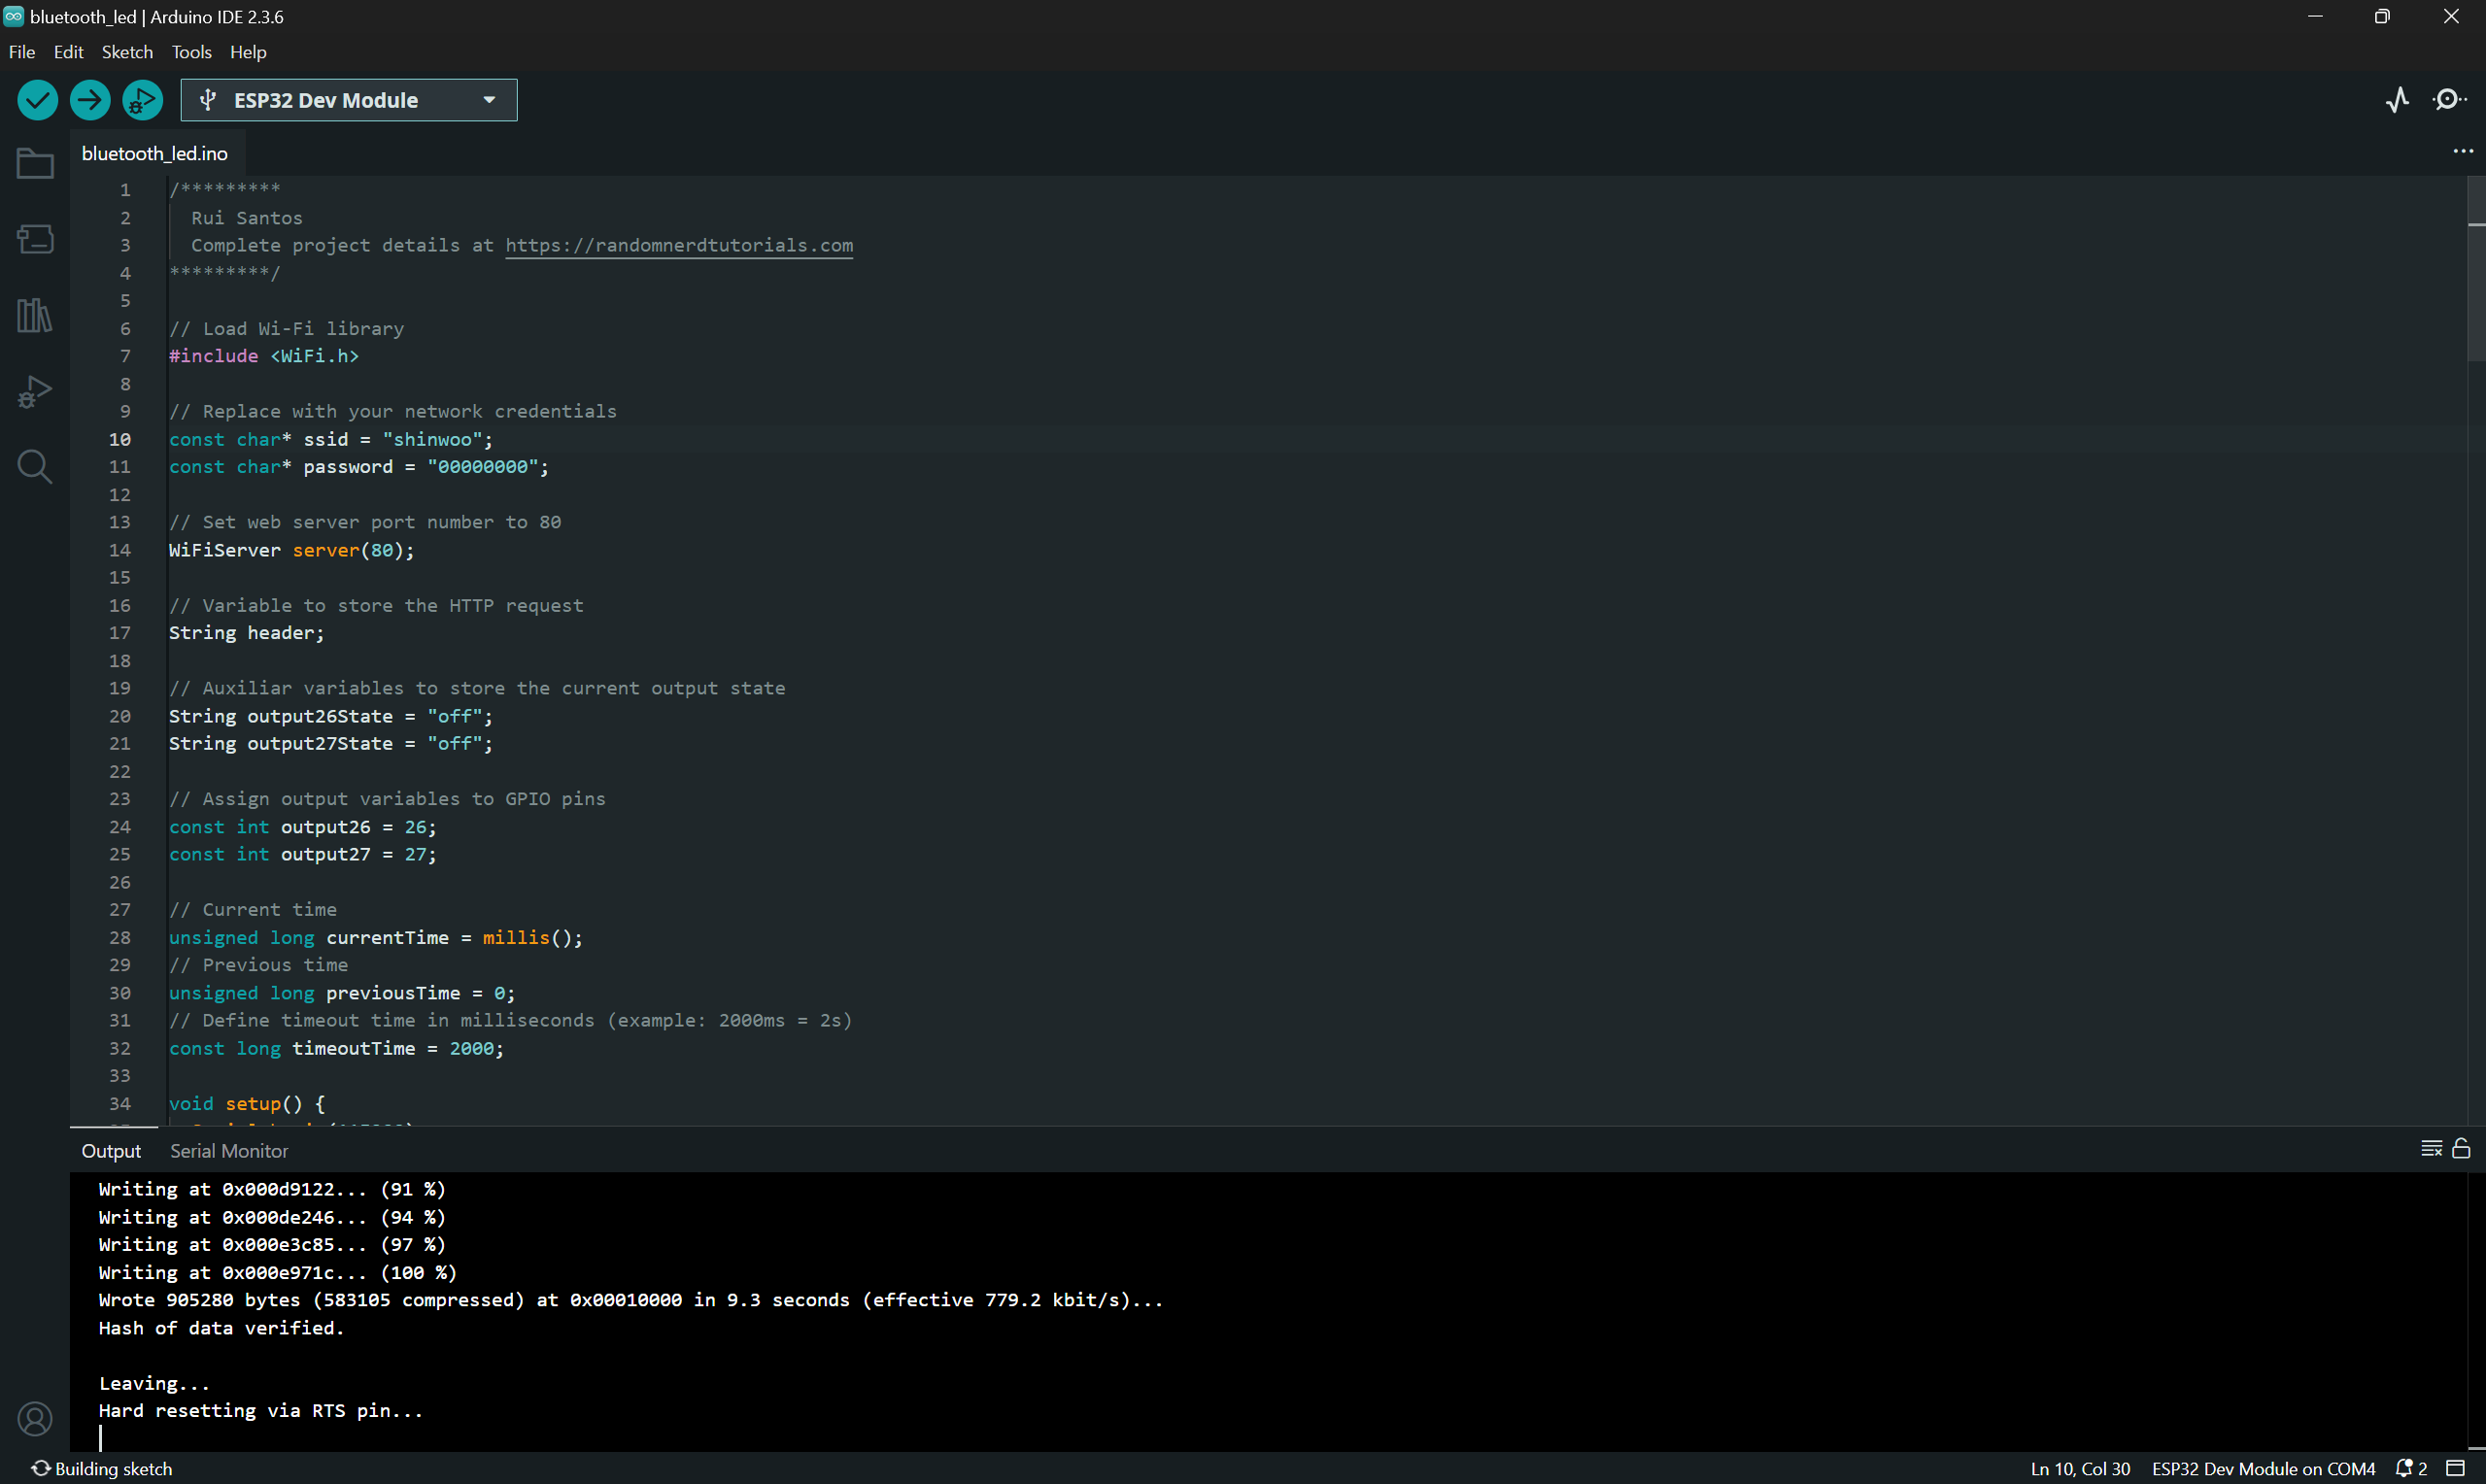 bluetooth_led | Arduino IDE 2.3.6
File Edit Sketch Tools Help
ESP32 Dev Module
bluetooth_led.ino
1 /*********
2 Rui Santos
3 Complete project details at https://randomnerdtutorials.com
4 *********/
5
6 // Load Wi-Fi library
7 #include <WiFi.h>
8
9 // Replace with your network credentials
10 const char* ssid = "shinwoo";
11 const char* password = "00000000";
12
13 // Set web server port number to 80
14 WiFiServer server(80);
15
16 // Variable to store the HTTP request
17 String header;
18
19 // Auxiliar variables to store the current output state
20 String output26State = "off";
21 String output27State = "off";
22
23 // Assign output variables to GPIO pins
24 const int output26 = 26;
25 const int output27 = 27;
26
27 // Current time
28 unsigned long currentTime = millis();
29 // Previous time
30 unsigned long previousTime = 0;
31 // Define timeout time in milliseconds (example: 2000ms = 2s)
32 const long timeoutTime = 2000;
33
34 void setup() {
Output Serial Monitor
Writing at 0x000d9122... (91 %)
Writing at 0x000de246... (94 %)
Writing at 0x000e3c85... (97 %)
Writing at 0x000e971c... (100 %)
Wrote 905280 bytes (583105 compressed) at 0x00010000 in 9.3 seconds (effective 779.2 kbit/s)...
Hash of data verified.
Leaving...
Hard resetting via RTS pin...
Building sketch
Ln 10, Col 30 ESP32 Dev Module on COM4 2